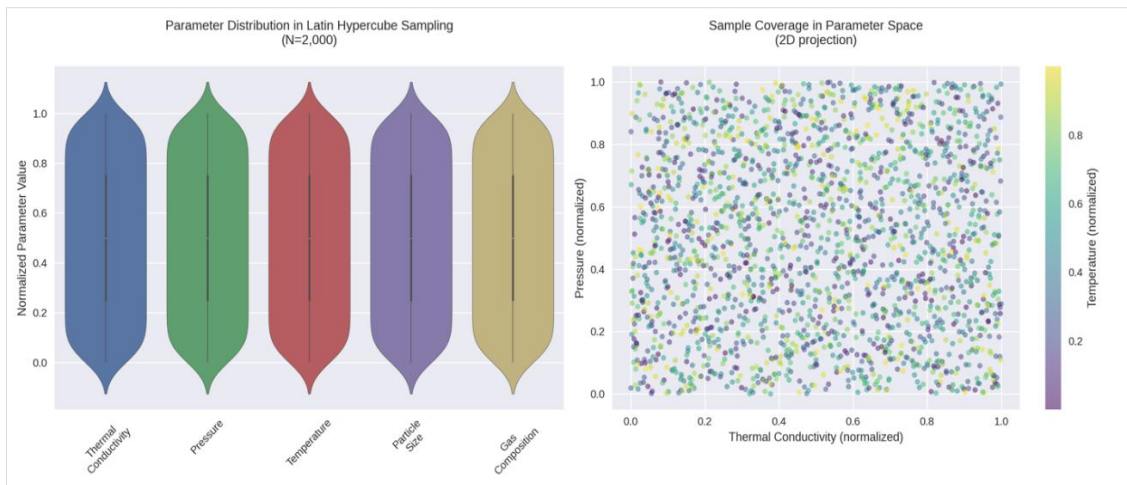 Parameter Distribution in Latin Hypercube Sampling
(N=2,000)
Normalized Parameter Value
1.0
0.8
0.6
0.4
0.2
0.0
Thermal
Conductivity
Pressure
Temperature
Particle
Size
Gas
Composition
Sample Coverage in Parameter Space
(2D projection)
Pressure (normalized)
1.0
0.8
0.6
0.4
0.2
0.0
0.0 0.2 0.4 0.6 0.8 1.0
Thermal Conductivity (normalized)
0.8
0.6
0.4
0.2
Temperature (normalized)